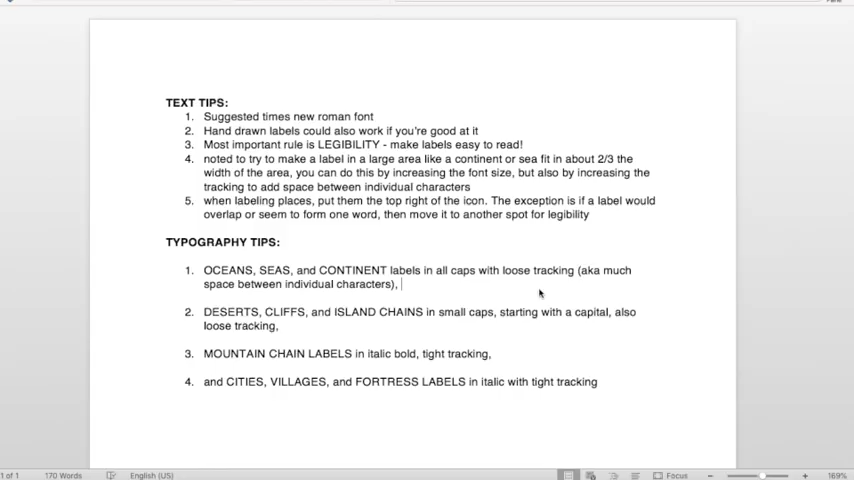 TEXT TIPS:
1. Suggested times new roman font
2. Hand drawn labels could also work if you're good at it
3. Most important rule is LEGIBILITY - make labels easy to read!
4. noted to try to make a label in a large area like a continent or sea fit in about 2/3 the
width of the area, you can do this by increasing the font size, but also by increasing the
tracking to add space between individual characters
5. when labeling places, put them the top right of the icon. The exception is if a label would
overlap or seem to form one word, then move it to another spot for legibility
TYPOGRAPHY TIPS:
1. OCEANS, SEAS, and CONTINENT labels in all caps with loose tracking (aka much
space between individual characters),
2. DESERTS, CLIFFS, and ISLAND CHAINS in small caps, starting with a capital, also
loose tracking,
3. MOUNTAIN CHAIN LABELS in italic bold, tight tracking,
4. and CITIES, VILLAGES, and FORTRESS LABELS in italic with tight tracking
1 of 1 170 Words English (US) Focus 169%